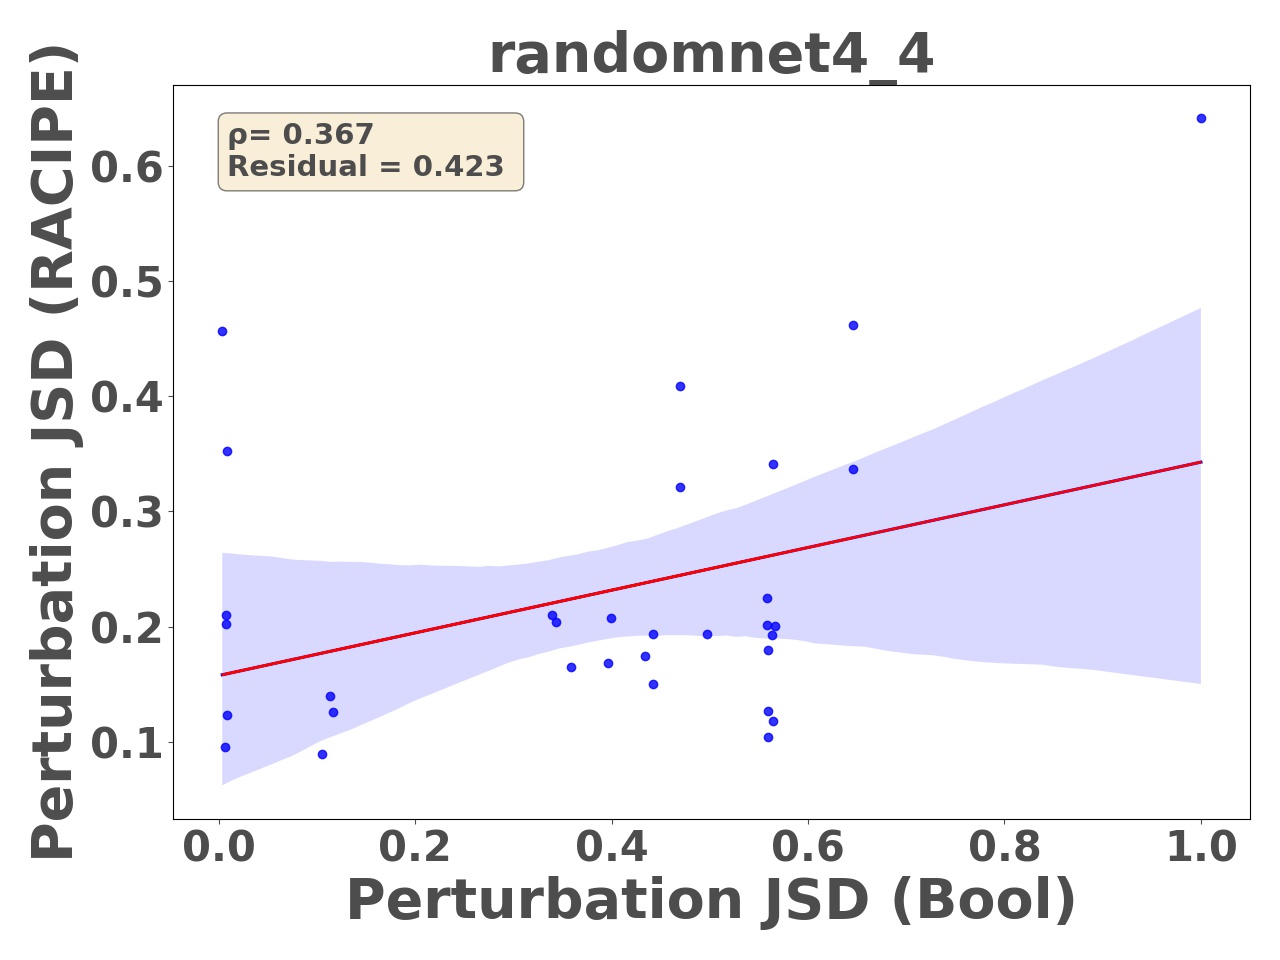 randomnet4_4
ρ= 0.367
Residual = 0.423
Perturbation JSD (RACIPE)
0.6
0.5
0.4
0.3
0.2
0.1
0.0 0.2 0.4 0.6 0.8 1.0
Perturbation JSD (Bool)